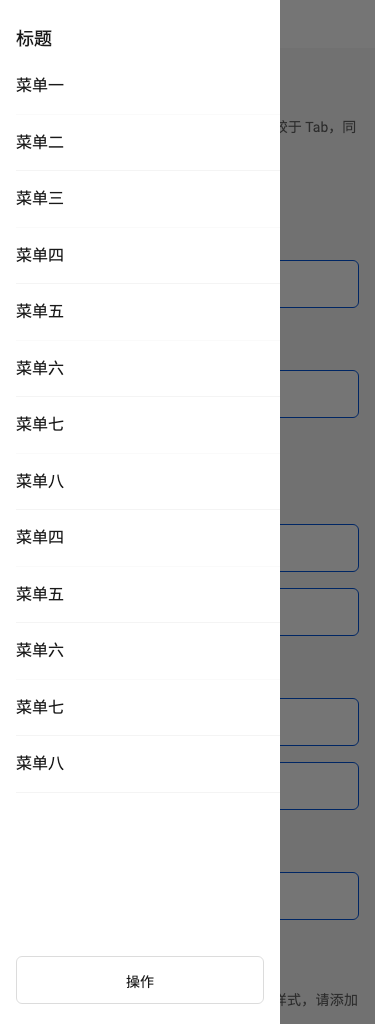 标题
菜单一
较于 Tab，同
菜单二
菜单三
菜单四
菜单五
菜单六
菜单七
菜单八
菜单四
菜单五
菜单六
菜单七
菜单八
操作
样式，请添加